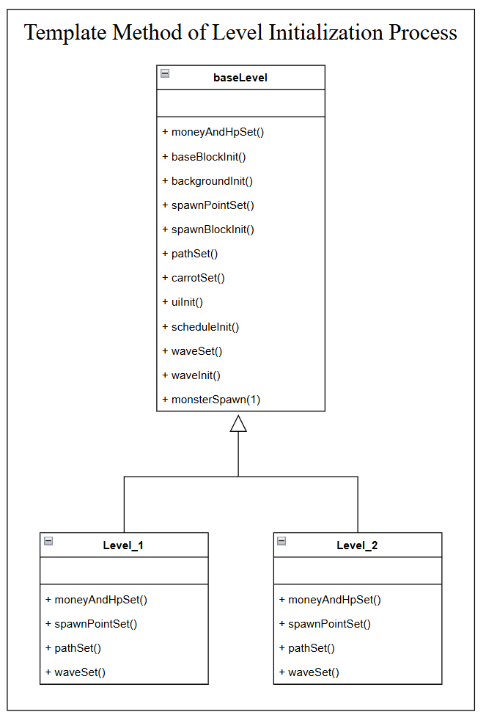 Template Method of Level Initialization Process
baseLevel
+ moneyAndHpSet()
+ baseBlockInit()
+ backgroundInit()
+ spawnPointSet()
+ spawnBlockInit()
+ pathSet()
+ carrotSet()
+ uiInit()
+ scheduleInit()
+ waveSet()
+ waveInit()
+ monsterSpawn(1)
Level_1
+ moneyAndHpSet()
+ spawnPointSet()
+ pathSet()
+ waveSet()
Level_2
+ moneyAndHpSet()
+ spawnPointSet()
+ pathSet()
+ waveSet()